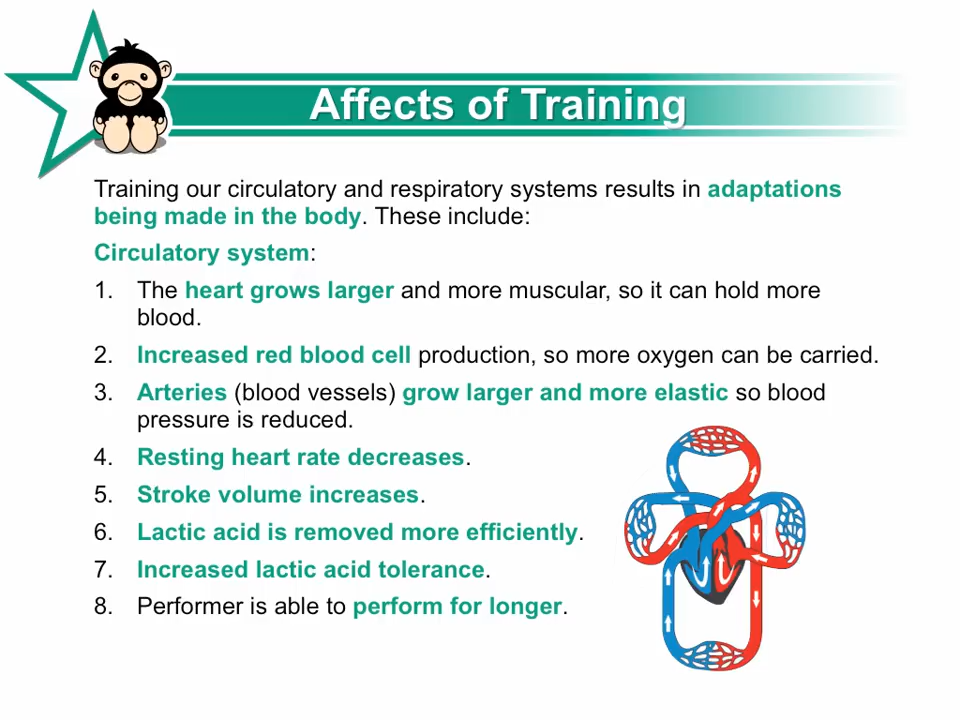 Affects of Training
Training our circulatory and respiratory systems results in adaptations
being made in the body. These include:
Circulatory system:
1. The heart grows larger and more muscular, so it can hold more
blood.
2. Increased red blood cell production, so more oxygen can be carried.
3. Arteries (blood vessels) grow larger and more elastic so blood
pressure is reduced.
4. Resting heart rate decreases.
5. Stroke volume increases.
6. Lactic acid is removed more efficiently.
7. Increased lactic acid tolerance.
8. Performer is able to perform for longer.